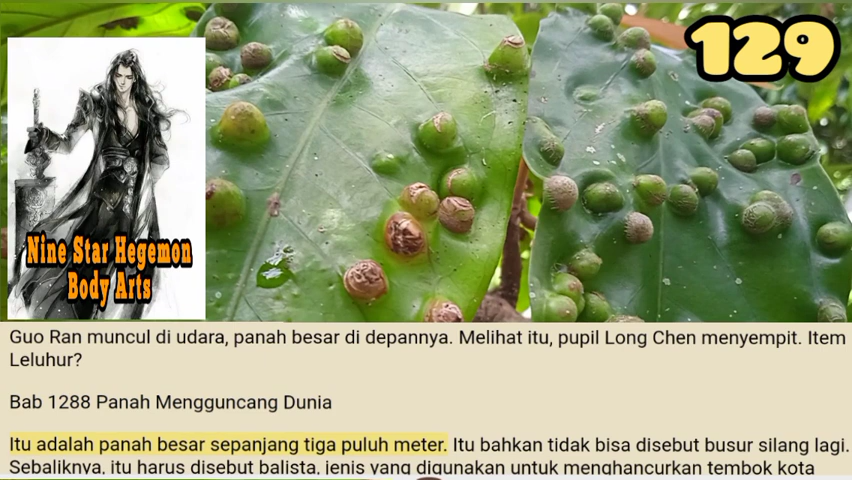 129
Nine Star Hegemon
Body Arts
Guo Ran muncul di udara, panah besar di depannya. Melihat itu, pupil Long Chen menyempit. Item
Leluhur?
Bab 1288 Panah Mengguncang Dunia
Itu adalah panah besar sepanjang tiga puluh meter. Itu bahkan tidak bisa disebut busur silang lagi.
Sebaliknya, itu harus disebut balista, jenis yang digunakan untuk menghancurkan tembok kota